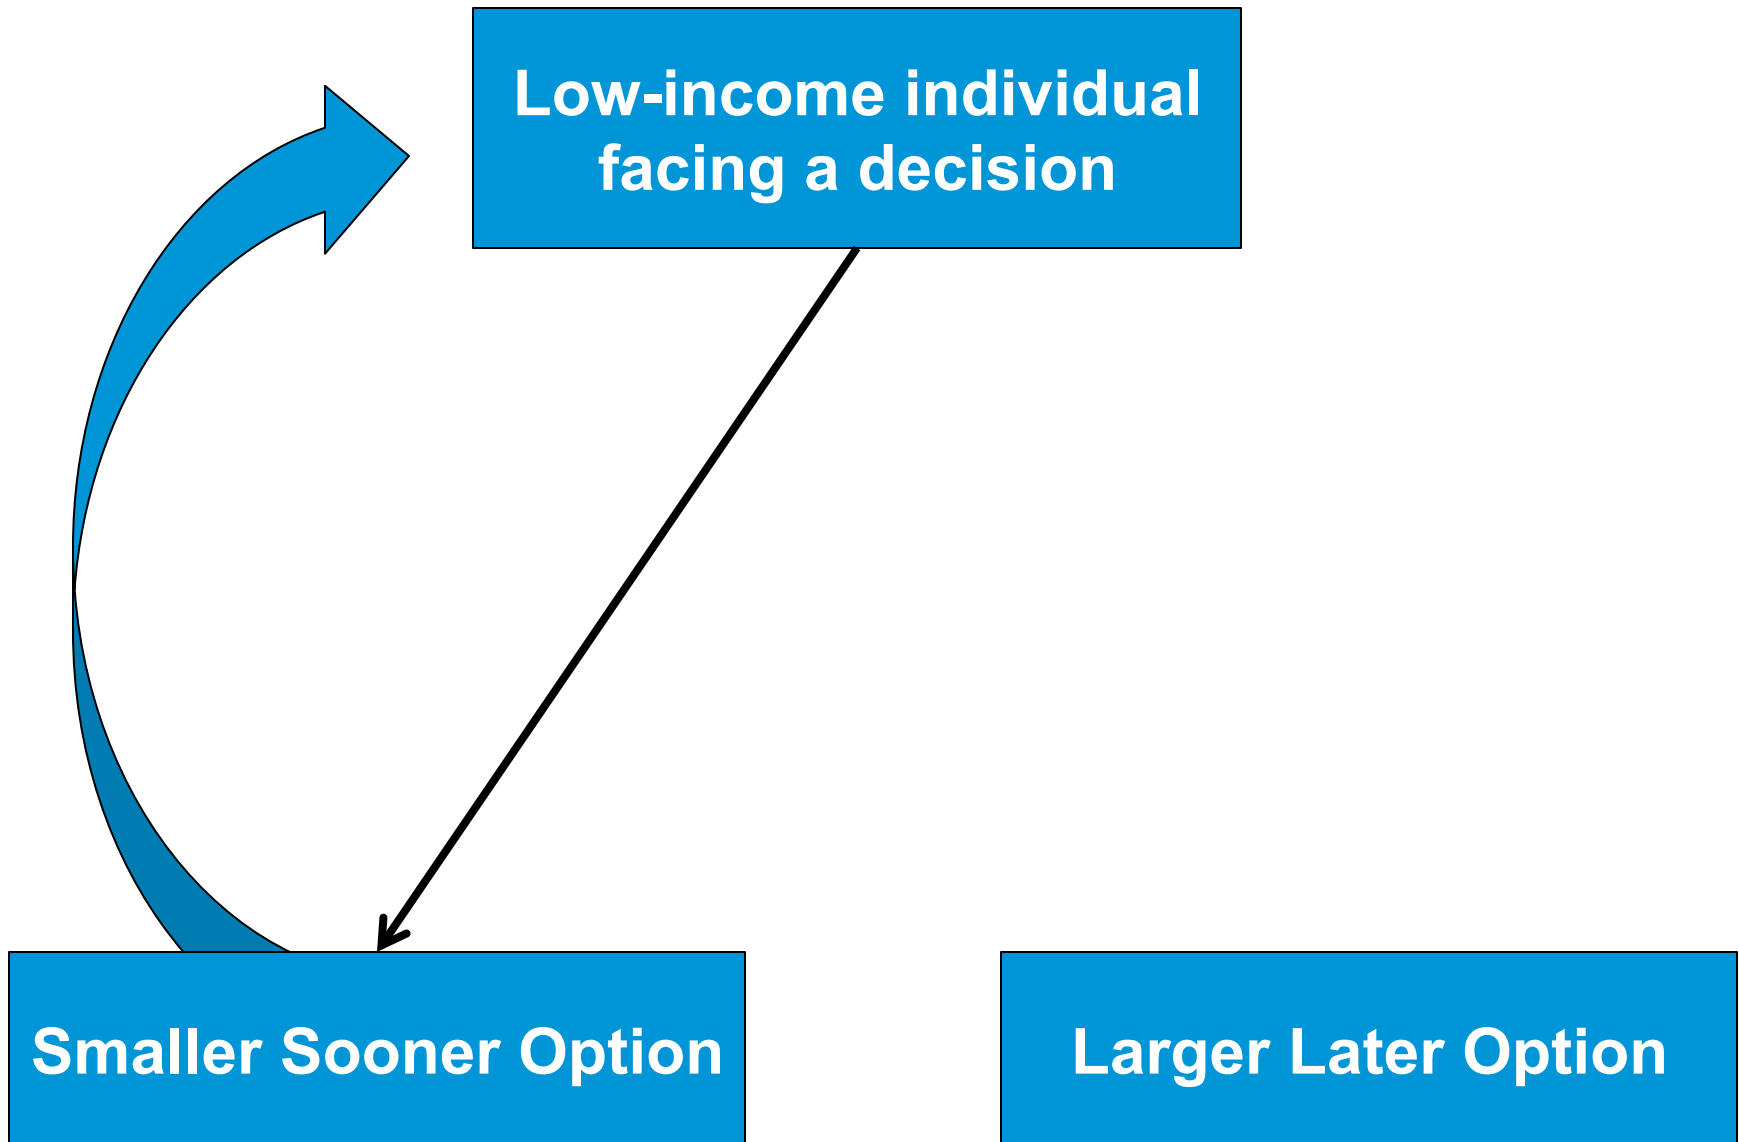 Low-income individual
facing a decision
Smaller Sooner Option
Larger Later Option